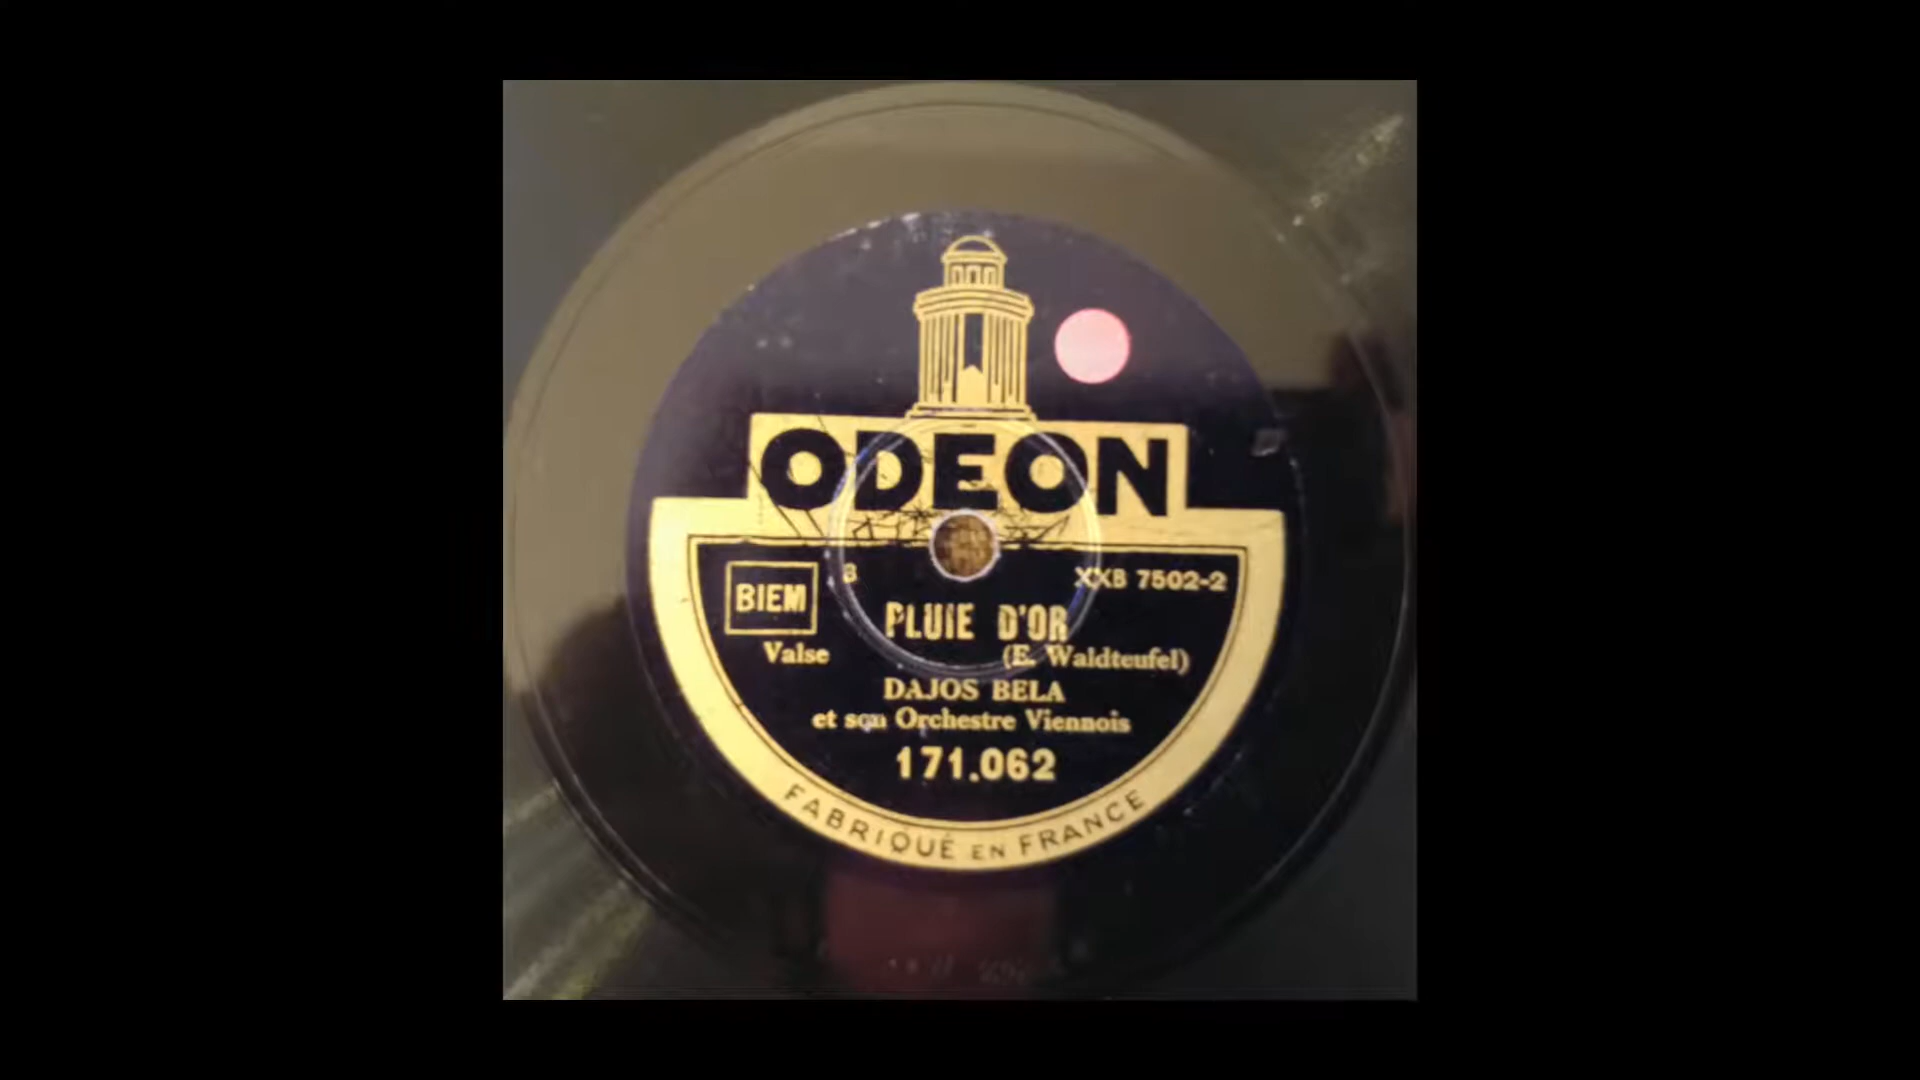 ODEON
BIEM
B
XXB 7502-2
PLUIE D'OR
Valse
(E. Waldteufel)
DAJOS BELA
et son Orchestre Viennois
171.062
FABRIQUÉ EN FRANCE